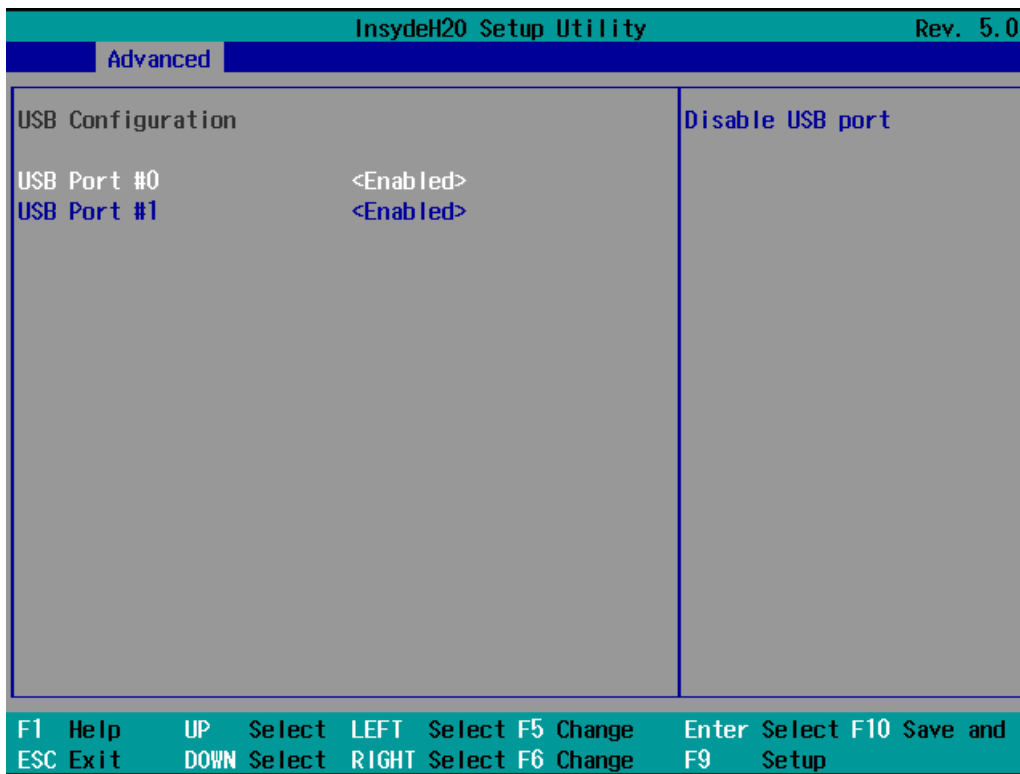 InsydeH20 Setup Utility Rev. 5.0
Advanced
USB Configuration
Disable USB port
USB Port #0 <Enabled>
USB Port #1 <Enabled>
F1 Help UP Select LEFT Select F5 Change Enter Select F10 Save and
ESC Exit DOWN Select RIGHT Select F6 Change F9 Setup